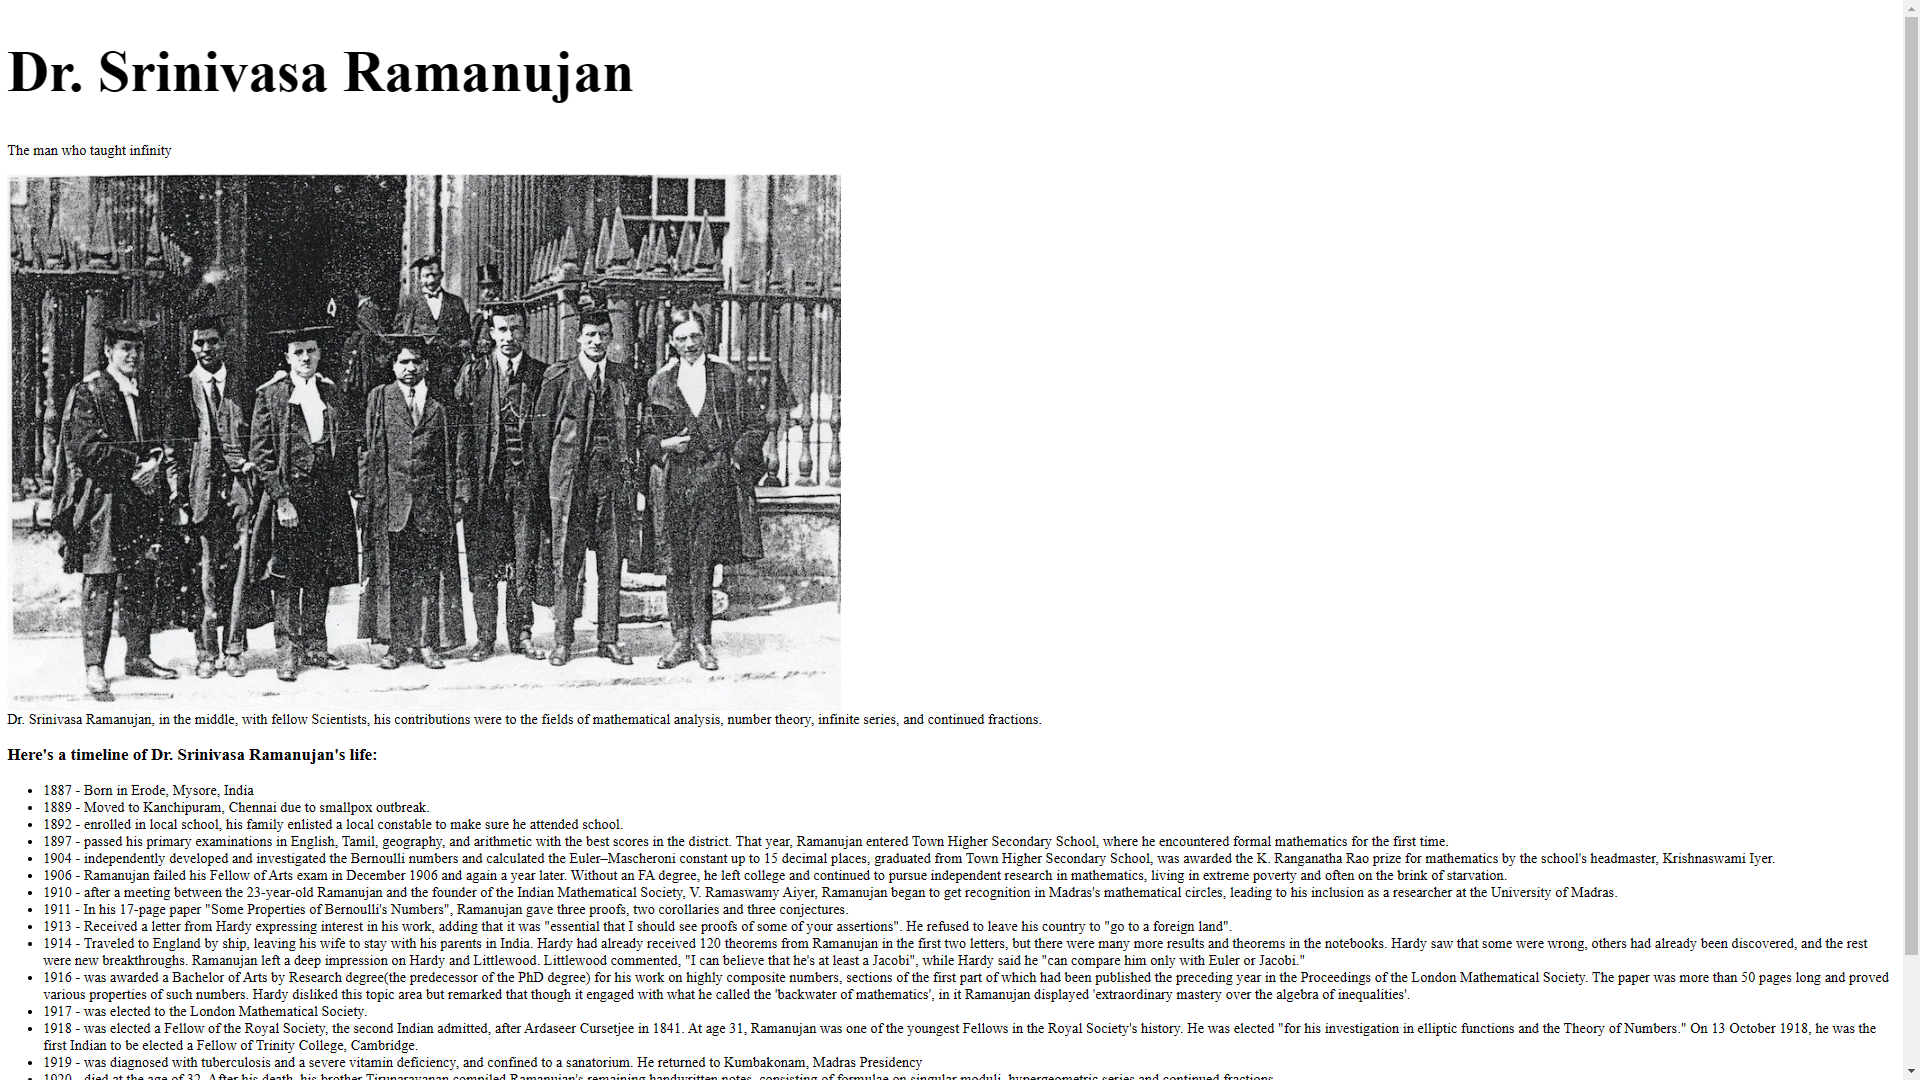 Dr. Srinivasa Ramanujan
The man who taught infinity
Dr. Srinivasa Ramanujan, in the middle, with fellow Scientists, his contributions were to the fields of mathematical analysis, number theory, infinite series, and continued fractions.
Here's a timeline of Dr. Srinivasa Ramanujan's life:
• 1887 - Born in Erode, Mysore, India
• 1889 - Moved to Kanchipuram, Chennai due to smallpox outbreak.
• 1892 - enrolled in local school, his family enlisted a local constable to make sure he attended school.
• 1897 - passed his primary examinations in English, Tamil, geography, and arithmetic with the best scores in the district. That year, Ramanujan entered Town Higher Secondary School, where he encountered formal mathematics for the first time.
• 1904 - independently developed and investigated the Bernoulli numbers and calculated the Euler–Mascheroni constant up to 15 decimal places, graduated from Town Higher Secondary School, was awarded the K. Ranganatha Rao prize for mathematics by the school's headmaster, Krishnaswami Iyer.
• 1906 - Ramanujan failed his Fellow of Arts exam in December 1906 and again a year later. Without an FA degree, he left college and continued to pursue independent research in mathematics, living in extreme poverty and often on the brink of starvation.
• 1910 - after a meeting between the 23-year-old Ramanujan and the founder of the Indian Mathematical Society, V. Ramaswamy Aiyer, Ramanujan began to get recognition in Madras's mathematical circles, leading to his inclusion as a researcher at the University of Madras.
• 1911 - In his 17-page paper "Some Properties of Bernoulli's Numbers", Ramanujan gave three proofs, two corollaries and three conjectures.
• 1913 - Received a letter from Hardy expressing interest in his work, adding that it was "essential that I should see proofs of some of your assertions". He refused to leave his country to "go to a foreign land".
• 1914 - Traveled to England by ship, leaving his wife to stay with his parents in India. Hardy had already received 120 theorems from Ramanujan in the first two letters, but there were many more results and theorems in the notebooks. Hardy saw that some were wrong, others had already been discovered, and the rest
were new breakthroughs. Ramanujan left a deep impression on Hardy and Littlewood. Littlewood commented, "I can believe that he's at least a Jacobi", while Hardy said he "can compare him only with Euler or Jacobi."
• 1916 - was awarded a Bachelor of Arts by Research degree(the predecessor of the PhD degree) for his work on highly composite numbers, sections of the first part of which had been published the preceding year in the Proceedings of the London Mathematical Society. The paper was more than 50 pages long and proved
various properties of such numbers. Hardy disliked this topic area but remarked that though it engaged with what he called the 'backwater of mathematics', in it Ramanujan displayed 'extraordinary mastery over the algebra of inequalities'.
• 1917 - was elected to the London Mathematical Society.
• 1918 - was elected a Fellow of the Royal Society, the second Indian admitted, after Ardaseer Cursetjee in 1841. At age 31, Ramanujan was one of the youngest Fellows in the Royal Society's history. He was elected "for his investigation in elliptic functions and the Theory of Numbers." On 13 October 1918, he was the
first Indian to be elected a Fellow of Trinity College, Cambridge.
• 1919 - was diagnosed with tuberculosis and a severe vitamin deficiency, and confined to a sanatorium. He returned to Kumbakonam, Madras Presidency
• 1920 - died at the age of 32. After his death, his brother Tirunarayanan compiled Ramanujan's remaining handwritten notes, consisting of formulae on singular moduli, hypergeometric series and continued fractions.